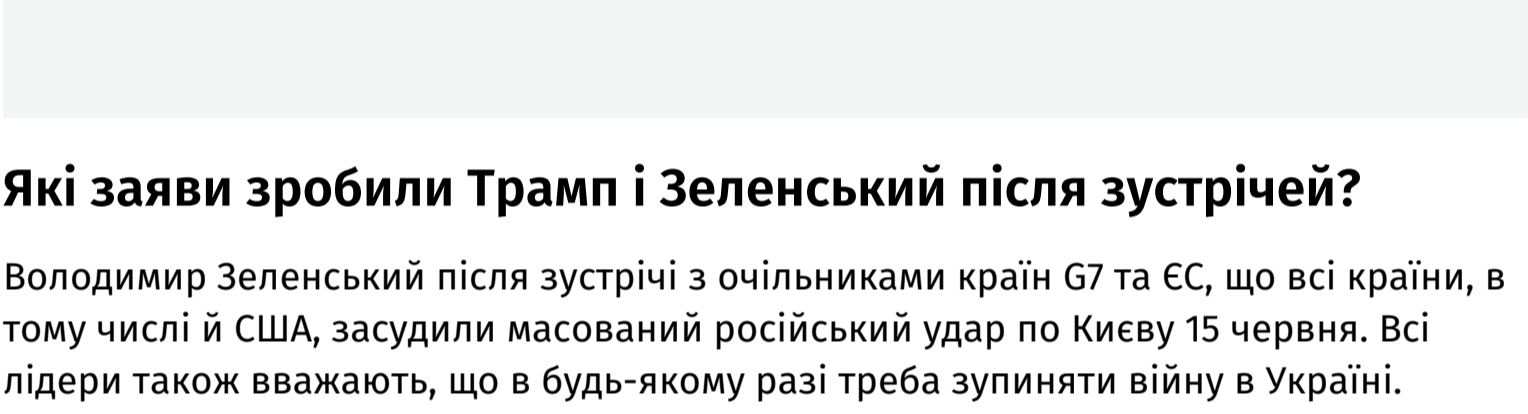 Які заяви зробили Трамп і Зеленський після зустрічей?
Володимир Зеленський після зустрічі з очільниками країн G7 та ЄС, що всі країни, в
тому числі й США, засудили масований російський удар по Києву 15 червня. Всі
лідери також вважають, що в будь-якому разі треба зупиняти війну в Україні.